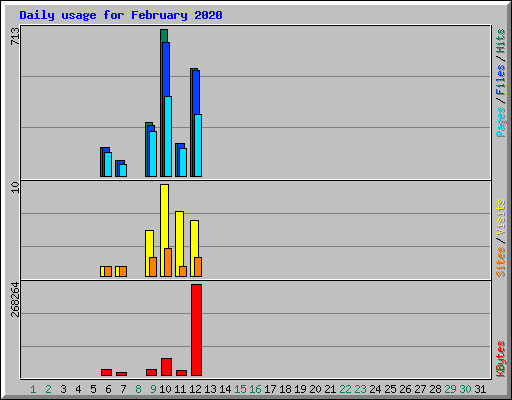 Daily usage for February 2020
713
10
268264
Pages / Files / Hits
Sites / Visits
KBytes
1 2 3 4 5 6 7 8 9 10 11 12 13 14 15 16 17 18 19 20 21 22 23 24 25 26 27 28 29 30 31